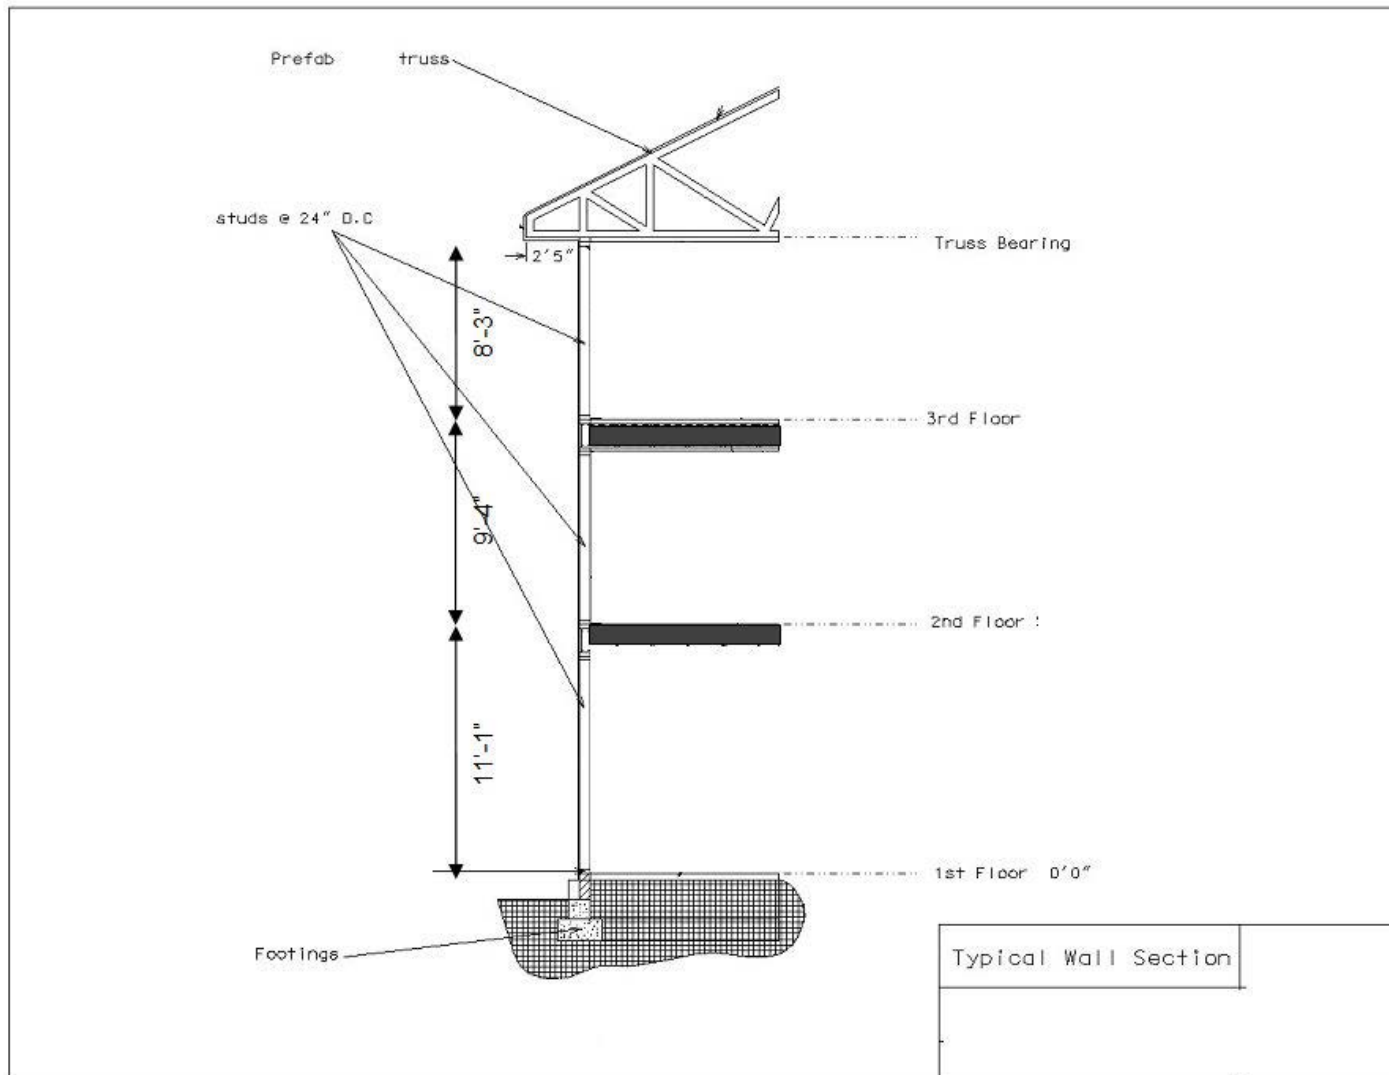 Prefab truss
studs @ 24" O.C
2'5"
Truss Bearing
8'-3"
3rd Floor
9'-4"
2nd Floor :
11'-1"
1st Floor 0'0"
Footings
Typical Wall Section